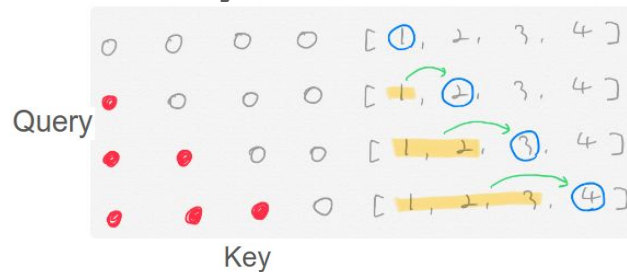 [ 1, 2, 3, 4 ]
[ 1, 2, 3, 4 ]
Query
[ 1, 2, 3, 4 ]
[ 1, 2, 3, 4 ]
Key